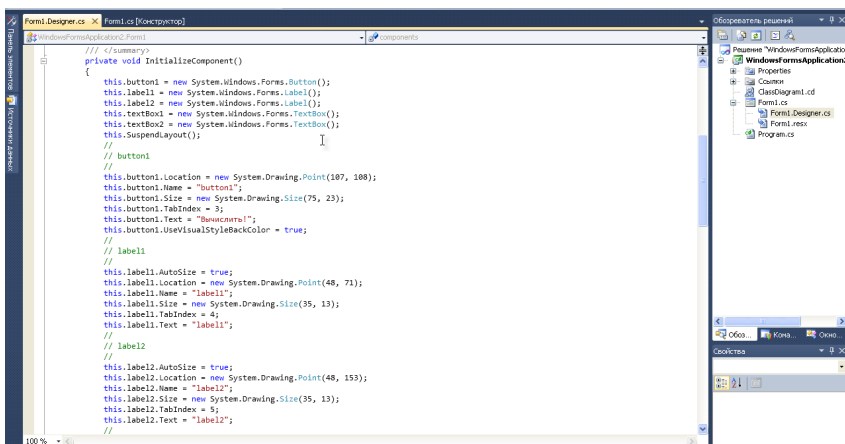 Form1.Designer.cs
Form1.cs [Конструктор]
WindowsFormsApplication2.Form1
components
/// </summary>
private void InitializeComponent()
{
this.button1 = new System.Windows.Forms.Button();
this.label1 = new System.Windows.Forms.Label();
this.label2 = new System.Windows.Forms.Label();
this.textBox1 = new System.Windows.Forms.TextBox();
this.textBox2 = new System.Windows.Forms.TextBox();
this.SuspendLayout();
//
// button1
//
this.button1.Location = new System.Drawing.Point(107, 108);
this.button1.Name = "button1";
this.button1.Size = new System.Drawing.Size(75, 23);
this.button1.TabIndex = 3;
this.button1.Text = "Вычислить!";
this.button1.UseVisualStyleBackColor = true;
//
// label1
//
this.label1.AutoSize = true;
this.label1.Location = new System.Drawing.Point(48, 71);
this.label1.Name = "label1";
this.label1.Size = new System.Drawing.Size(35, 13);
this.label1.TabIndex = 4;
this.label1.Text = "label1";
//
// label2
//
this.label2.AutoSize = true;
this.label2.Location = new System.Drawing.Point(48, 153);
this.label2.Name = "label2";
this.label2.Size = new System.Drawing.Size(35, 13);
this.label2.TabIndex = 5;
this.label2.Text = "label2";
//
100 %
Панель элементов
Источники данных
Обозреватель решений
Решение "WindowsFormsApplicatio
WindowsFormsApplication2
Properties
Ссылки
ClassDiagram1.cd
Form1.cs
Form1.Designer.cs
Form1.resx
Program.cs
Обоз...
Кома...
Окно...
Свойства